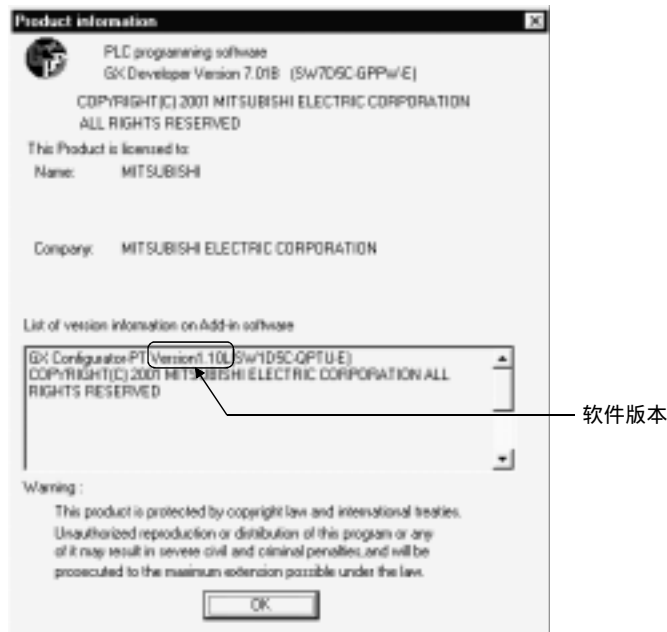 Product information
PLC programming software
GX Developer Version 7.01B (SW7D5C-GPPW-E)
COPYRIGHT(C) 2001 MITSUBISHI ELECTRIC CORPORATION
ALL RIGHTS RESERVED
This Product is licensed to:
Name: MITSUBISHI
Company: MITSUBISHI ELECTRIC CORPORATION
List of version information on Add-in software
GX Configurator-PT Version1.10L(SW1D5C-QPTU-E)
COPYRIGHT(C) 2001 MITSUBISHI ELECTRIC CORPORATION ALL
RIGHTS RESERVED
软件版本
Warning :
This product is protected by copyright law and international treaties.
Unauthorized reproduction or distribution of this program or any
of it may result in severe civil and criminal penalties,and will be
prosecuted to the maximum extension possible under the law.
OK